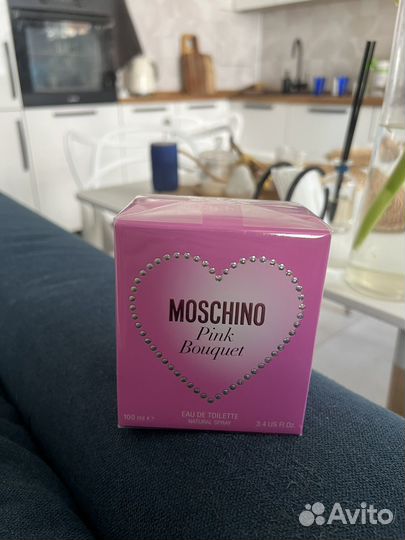 MOSCHINO
Pink
Bouquet
100 ml ℮
EAU DE TOILETTE
NATURAL SPRAY
3.4 US Fl.Oz.
Avito